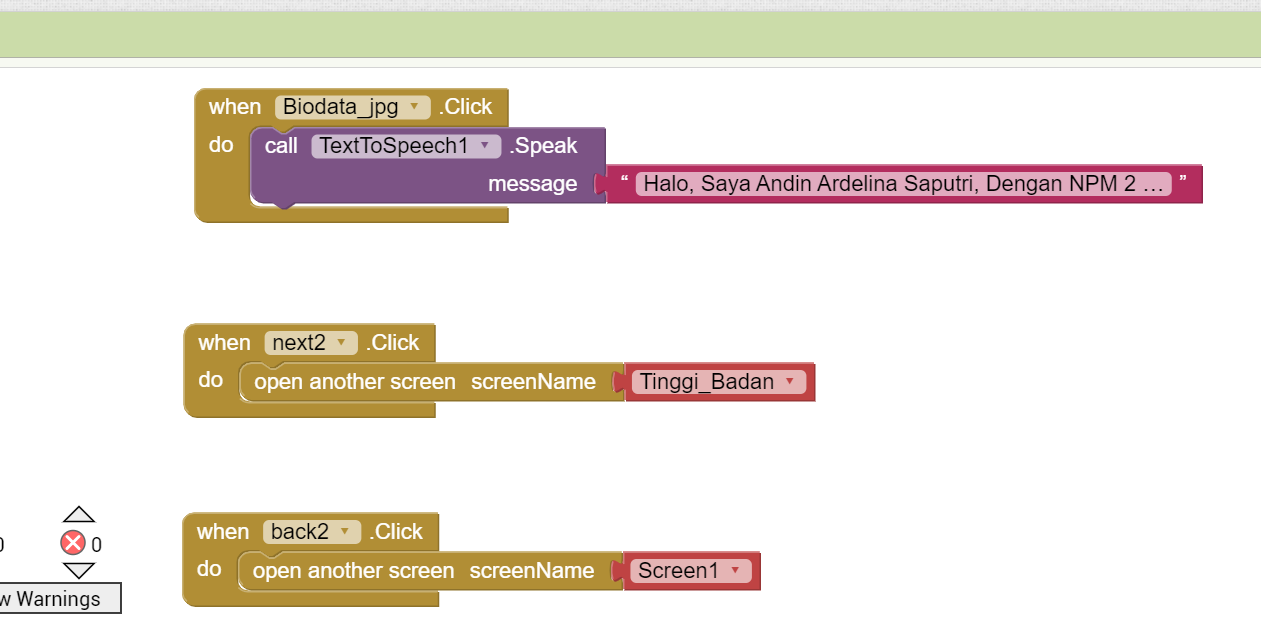 when Biodata_jpg .Click
do call TextToSpeech1 .Speak
message “ Halo, Saya Andin Ardelina Saputri, Dengan NPM 2 … ”
when next2 .Click
do open another screen screenName Tinggi_Badan
when back2 .Click
do open another screen screenName Screen1
0 0
w Warnings